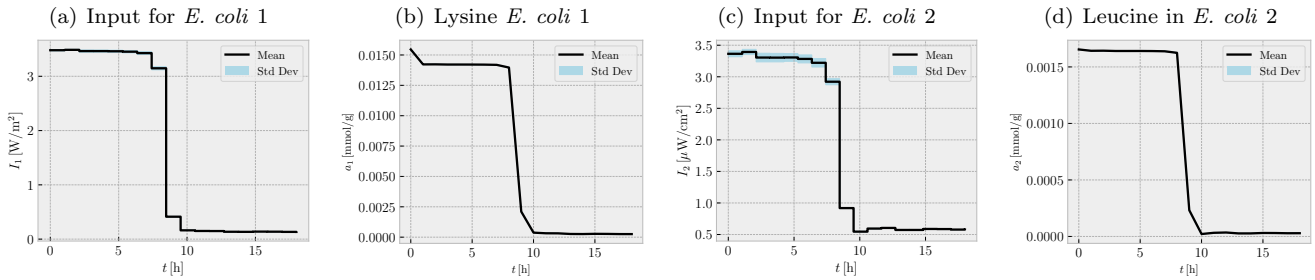 (a) Input for E. coli 1
Mean
Std Dev
I₁ [W/m²]
3
2
1
0
0
5
10
15
t [h]
(b) Lysine E. coli 1
Mean
Std Dev
a₁ [mmol/g]
0.0150
0.0125
0.0100
0.0075
0.0050
0.0025
0.0000
0
5
10
15
t [h]
(c) Input for E. coli 2
Mean
Std Dev
I₂ [μW/cm²]
3.5
3.0
2.5
2.0
1.5
1.0
0.5
0
5
10
15
t [h]
(d) Leucine in E. coli 2
Mean
Std Dev
a₂ [mmol/g]
0.0015
0.0010
0.0005
0.0000
0
5
10
15
t [h]